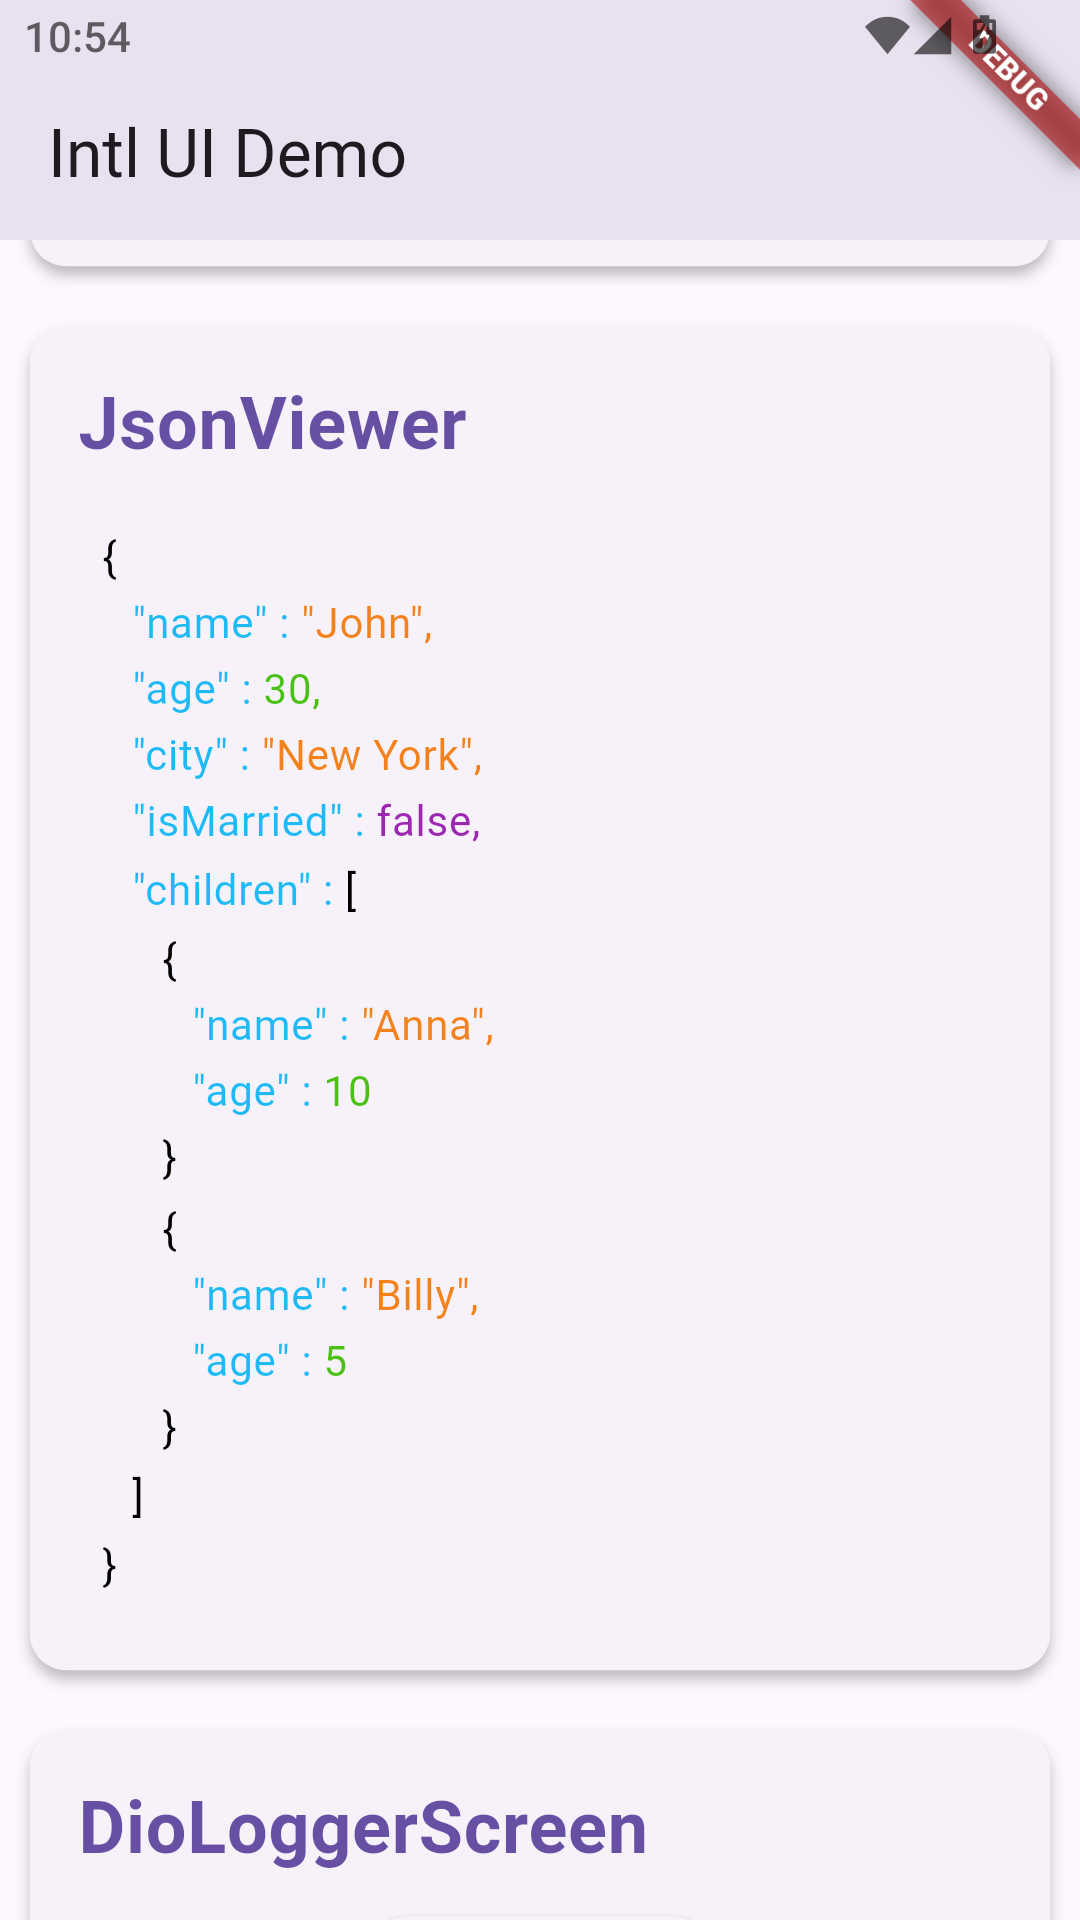 10:54
DEBUG
Intl UI Demo
JsonViewer
{
"name" : "John",
"age" : 30,
"city" : "New York",
"isMarried" : false,
"children" : [
{
"name" : "Anna",
"age" : 10
}
{
"name" : "Billy",
"age" : 5
}
]
}
DioLoggerScreen